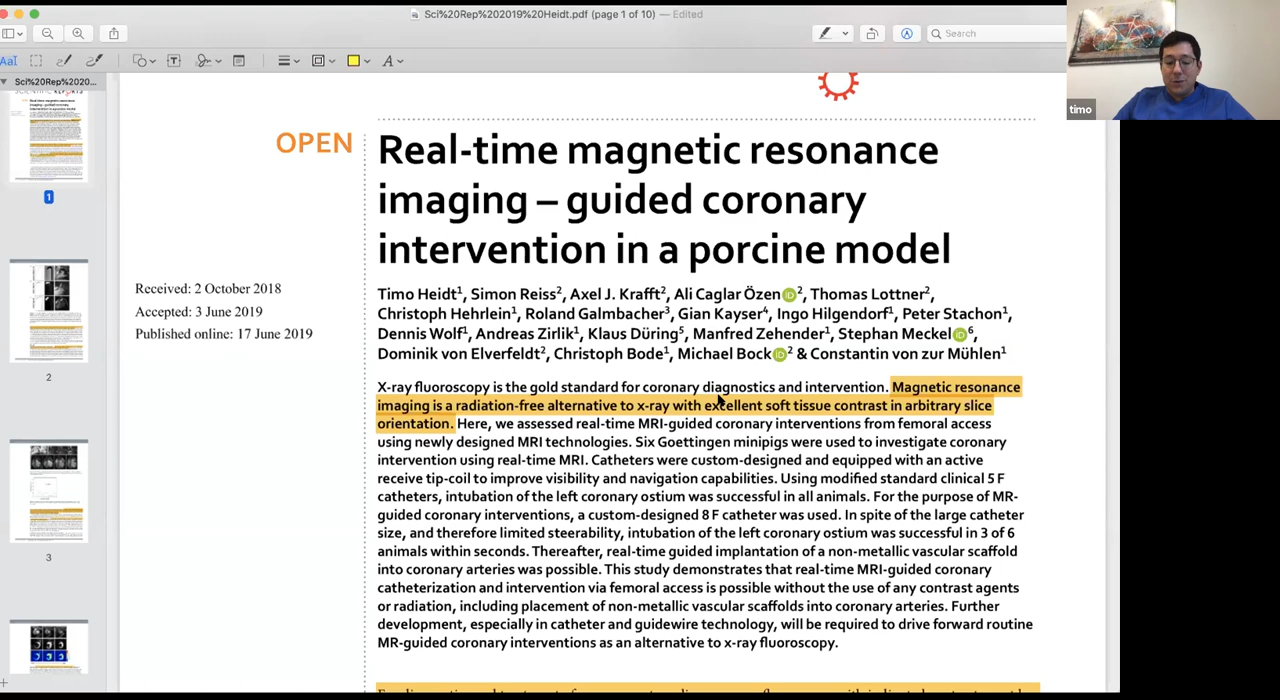 Sci%20Rep%202019%20Heidt.pdf (page 1 of 10) — Edited
Search
AaI
T
A
Sci%20Rep%2020...
1
2
3
timo
OPEN
Real-time magnetic resonance
imaging – guided coronary
intervention in a porcine model
Received: 2 October 2018
Accepted: 3 June 2019
Published online: 17 June 2019
Timo Heidt1, Simon Reiss2, Axel J. Krafft2, Ali Caglar Özen iD 2, Thomas Lottner2,
Christoph Hehrlein1, Roland Galmbacher3, Gian Kayser4, Ingo Hilgendorf1, Peter Stachon1,
Dennis Wolf1, Andreas Zirlik1, Klaus Düring5, Manfred Zehender1, Stephan Meckel iD 6,
Dominik von Elverfeldt2, Christoph Bode1, Michael Bock iD 2 & Constantin von zur Mühlen1
X-ray fluoroscopy is the gold standard for coronary diagnostics and intervention. Magnetic resonance
imaging is a radiation-free alternative to x-ray with excellent soft tissue contrast in arbitrary slice
orientation. Here, we assessed real-time MRI-guided coronary interventions from femoral access
using newly designed MRI technologies. Six Goettingen minipigs were used to investigate coronary
intervention using real-time MRI. Catheters were custom-designed and equipped with an active
receive tip-coil to improve visibility and navigation capabilities. Using modified standard clinical 5 F
catheters, intubation of the left coronary ostium was successful in all animals. For the purpose of MR-
guided coronary interventions, a custom-designed 8 F catheter was used. In spite of the large catheter
size, and therefore limited steerability, intubation of the left coronary ostium was successful in 3 of 6
animals within seconds. Thereafter, real-time guided implantation of a non-metallic vascular scaffold
into coronary arteries was possible. This study demonstrates that real-time MRI-guided coronary
catheterization and intervention via femoral access is possible without the use of any contrast agents
or radiation, including placement of non-metallic vascular scaffolds into coronary arteries. Further
development, especially in catheter and guidewire technology, will be required to drive forward routine
MR-guided coronary interventions as an alternative to x-ray fluoroscopy.